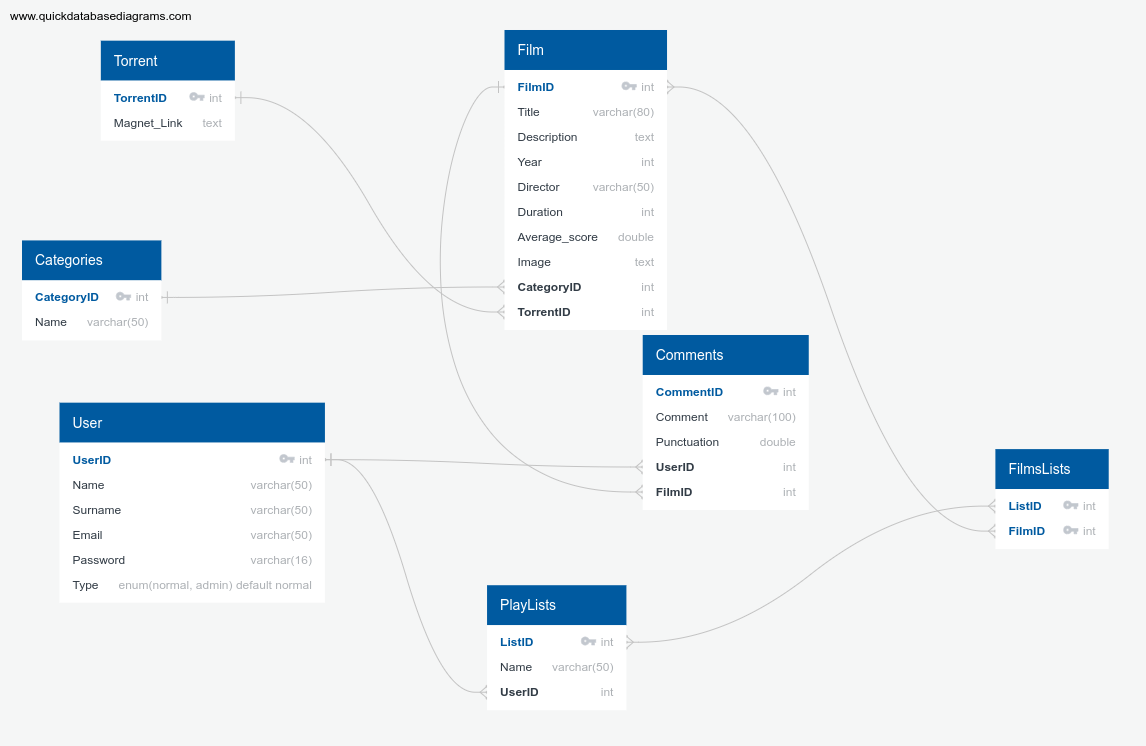 www.quickdatabasediagrams.com
Torrent
TorrentID int
Magnet_Link text
Film
FilmID int
Title varchar(80)
Description text
Year int
Director varchar(50)
Duration int
Average_score double
Image text
CategoryID int
TorrentID int
Categories
CategoryID int
Name varchar(50)
Comments
CommentID int
Comment varchar(100)
Punctuation double
UserID int
FilmID int
User
UserID int
Name varchar(50)
Surname varchar(50)
Email varchar(50)
Password varchar(16)
Type enum(normal, admin) default normal
FilmsLists
ListID int
FilmID int
PlayLists
ListID int
Name varchar(50)
UserID int